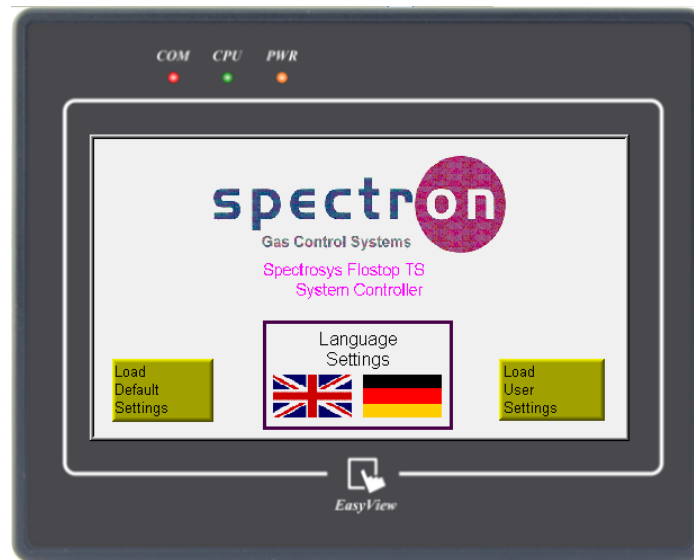 COM CPU PWR
spectron
Gas Control Systems
Spectrosys Flostop TS
System Controller
Language
Settings
Load
Default
Settings
Load
User
Settings
EasyView